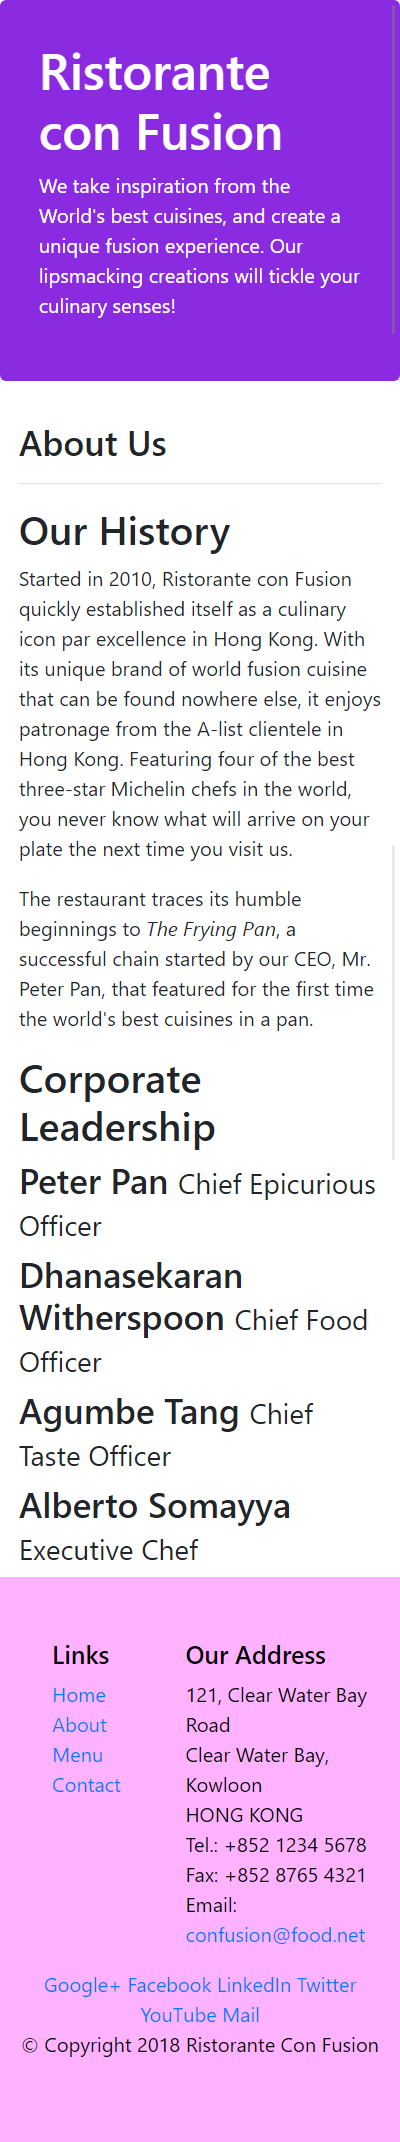 Ristorante
con Fusion
We take inspiration from the
World's best cuisines, and create a
unique fusion experience. Our
lipsmacking creations will tickle your
culinary senses!
About Us
Our History
Started in 2010, Ristorante con Fusion
quickly established itself as a culinary
icon par excellence in Hong Kong. With
its unique brand of world fusion cuisine
that can be found nowhere else, it enjoys
patronage from the A-list clientele in
Hong Kong. Featuring four of the best
three-star Michelin chefs in the world,
you never know what will arrive on your
plate the next time you visit us.
The restaurant traces its humble
beginnings to The Frying Pan, a
successful chain started by our CEO, Mr.
Peter Pan, that featured for the first time
the world's best cuisines in a pan.
Corporate
Leadership
Peter Pan Chief Epicurious
Officer
Dhanasekaran
Witherspoon Chief Food
Officer
Agumbe Tang Chief
Taste Officer
Alberto Somayya
Executive Chef
Links
Home
About
Menu
Contact
Our Address
121, Clear Water Bay
Road
Clear Water Bay,
Kowloon
HONG KONG
Tel.: +852 1234 5678
Fax: +852 8765 4321
Email:
confusion@food.net
Google+ Facebook LinkedIn Twitter
YouTube Mail
© Copyright 2018 Ristorante Con Fusion